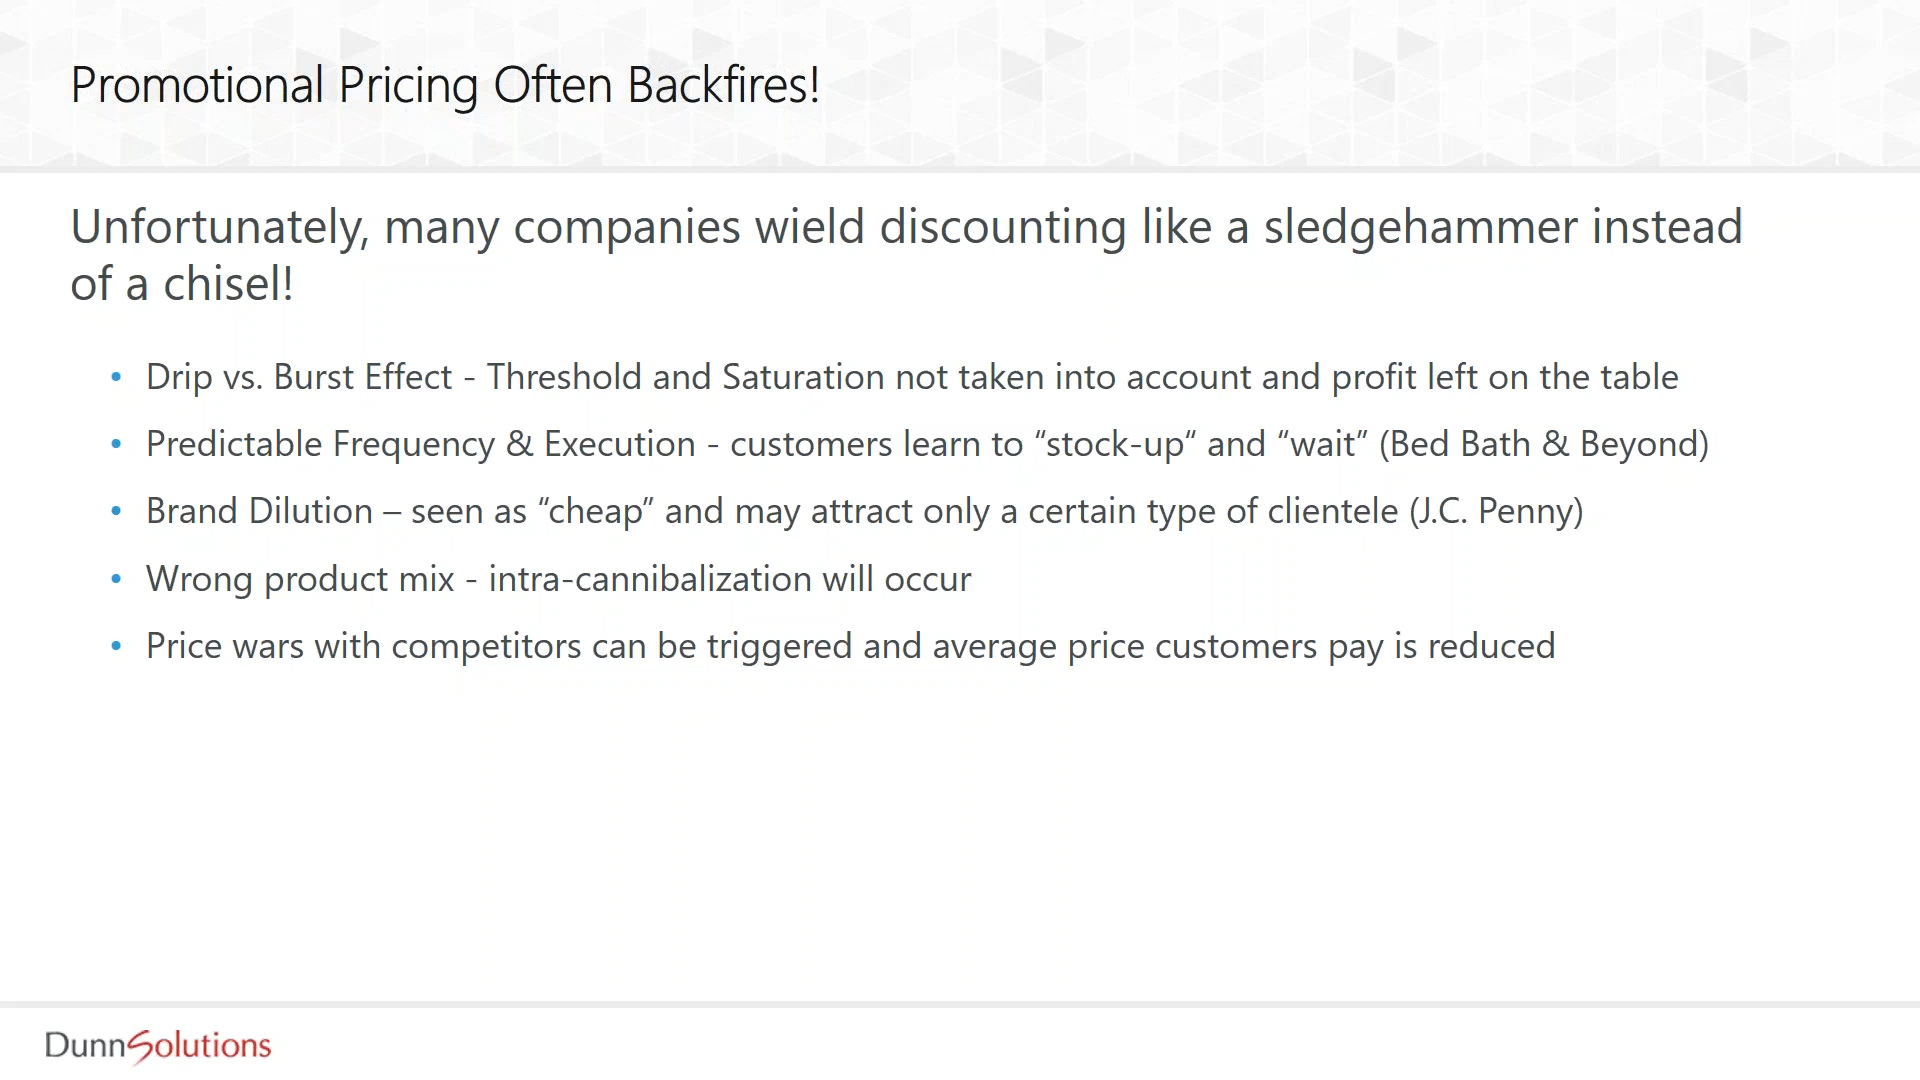 Promotional Pricing Often Backfires!
Unfortunately, many companies wield discounting like a sledgehammer instead
of a chisel!
• Drip vs. Burst Effect - Threshold and Saturation not taken into account and profit left on the table
• Predictable Frequency & Execution - customers learn to “stock-up“ and “wait” (Bed Bath & Beyond)
• Brand Dilution – seen as “cheap” and may attract only a certain type of clientele (J.C. Penny)
• Wrong product mix - intra-cannibalization will occur
• Price wars with competitors can be triggered and average price customers pay is reduced
DunnSolutions